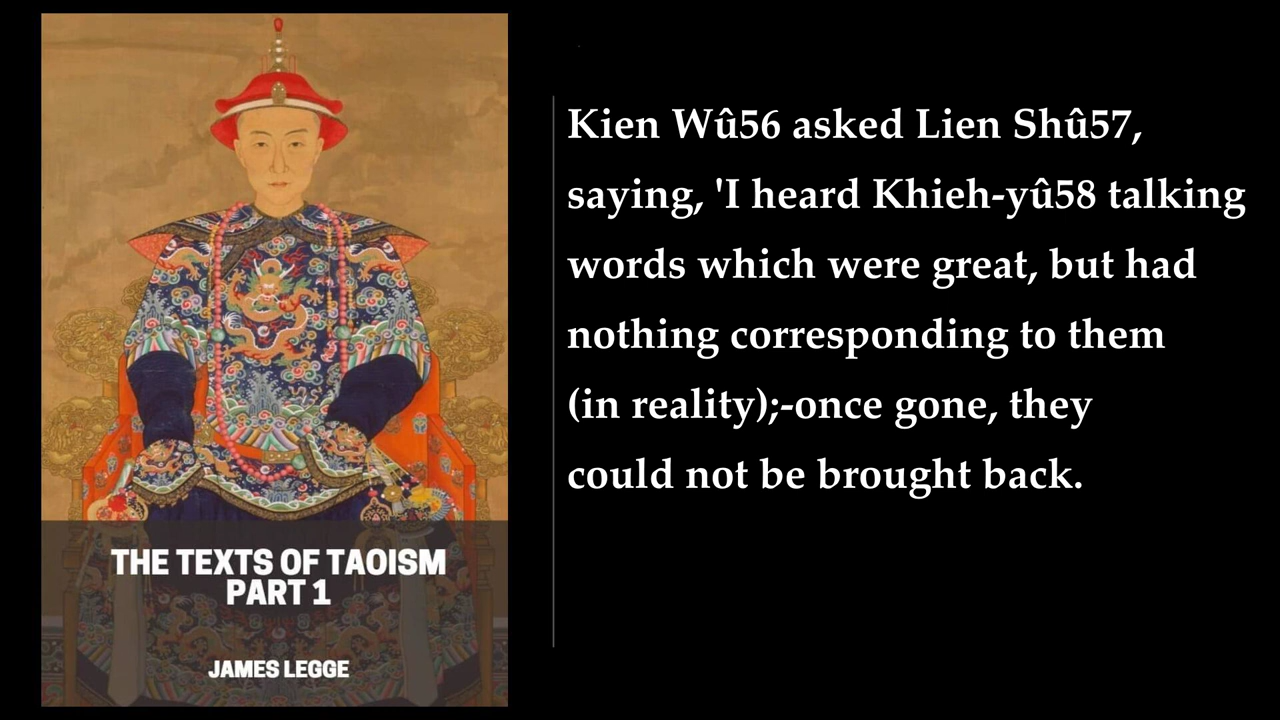 THE TEXTS OF TAOISM
PART 1
JAMES LEGGE
Kien Wû56 asked Lien Shû57,
saying, 'I heard Khieh-yû58 talking
words which were great, but had
nothing corresponding to them
(in reality);-once gone, they
could not be brought back.